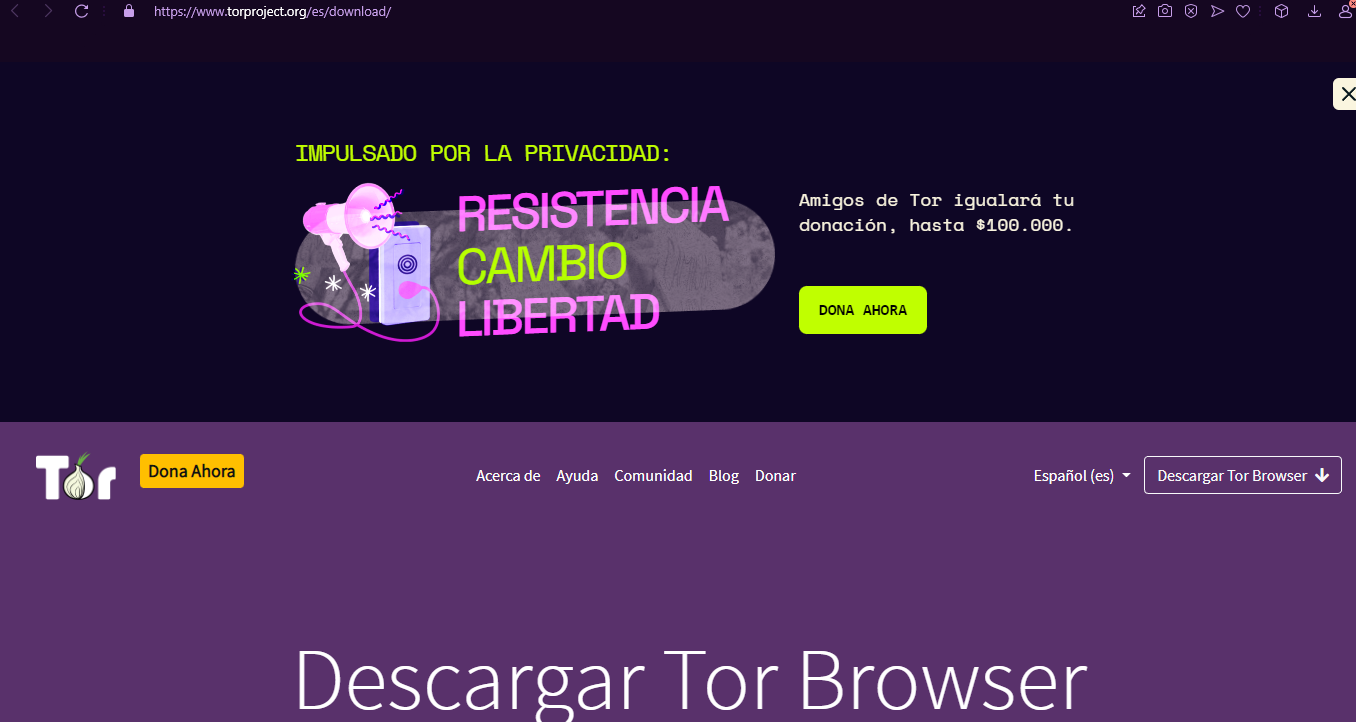 https://www.torproject.org/es/download/
IMPULSADO POR LA PRIVACIDAD:
RESISTENCIA
CAMBIO
LIBERTAD
Amigos de Tor igualará tu
donación, hasta $100.000.
DONA AHORA
Tor
Dona Ahora
Acerca de Ayuda Comunidad Blog Donar
Español (es)
Descargar Tor Browser
Descargar Tor Browser